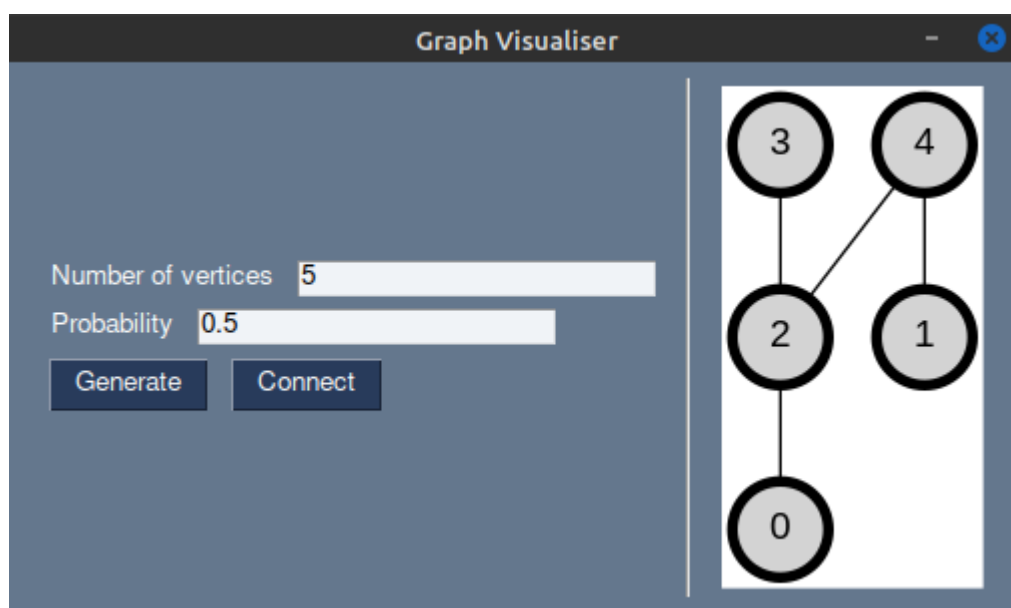 Graph Visualiser
Number of vertices 5
Probability 0.5
Generate Connect
3 4
2 1
0